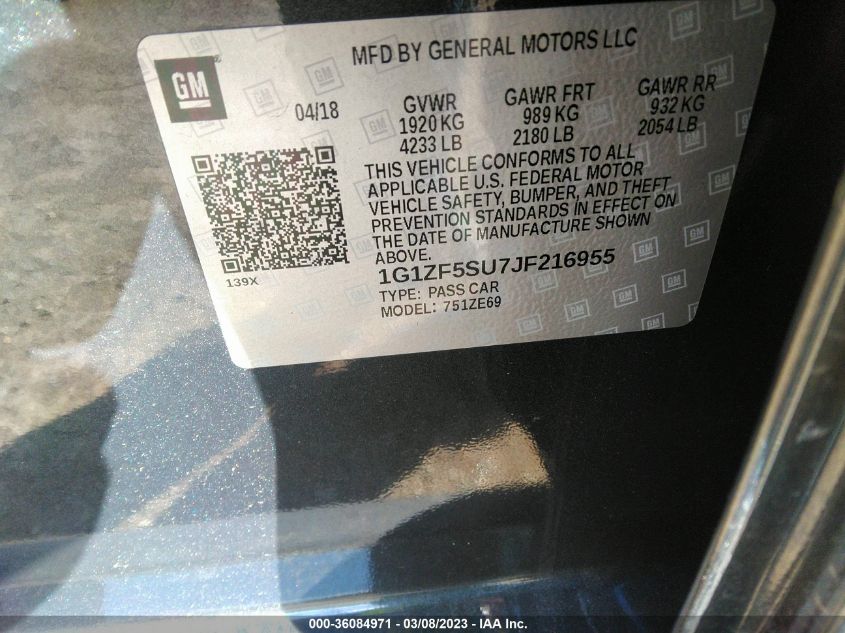 MFD BY GENERAL MOTORS LLC
GM
04/18
GVWR
1920 KG
4233 LB
GAWR FRT
989 KG
2180 LB
GAWR RR
932 KG
2054 LB
THIS VEHICLE CONFORMS TO ALL
APPLICABLE U.S. FEDERAL MOTOR
VEHICLE SAFETY, BUMPER, AND THEFT
PREVENTION STANDARDS IN EFFECT ON
THE DATE OF MANUFACTURE SHOWN
ABOVE.
139X
1G1ZF5SU7JF216955
TYPE: PASS CAR
MODEL: 751ZE69
000-36084971 - 03/08/2023 - IAA Inc.